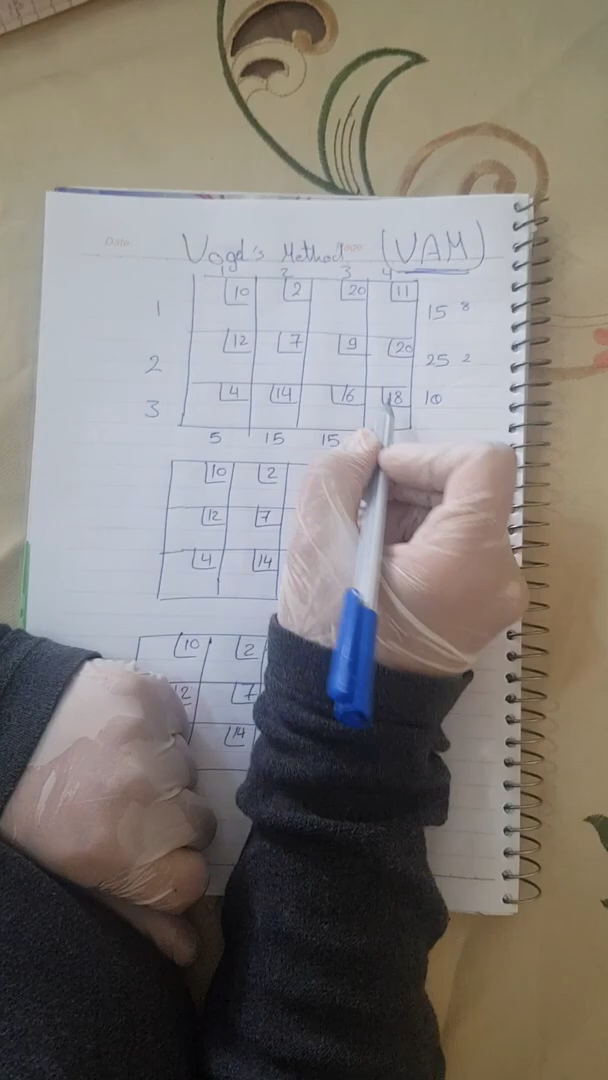 Date
Vogel's Method (VAM)
1 2 3 4
1 10 2 20 11 15 8
2 12 7 9 20 25 2
3 4 14 16 18 10
5 15 15
10 2
12 7
4 14
10 2
12 7
14